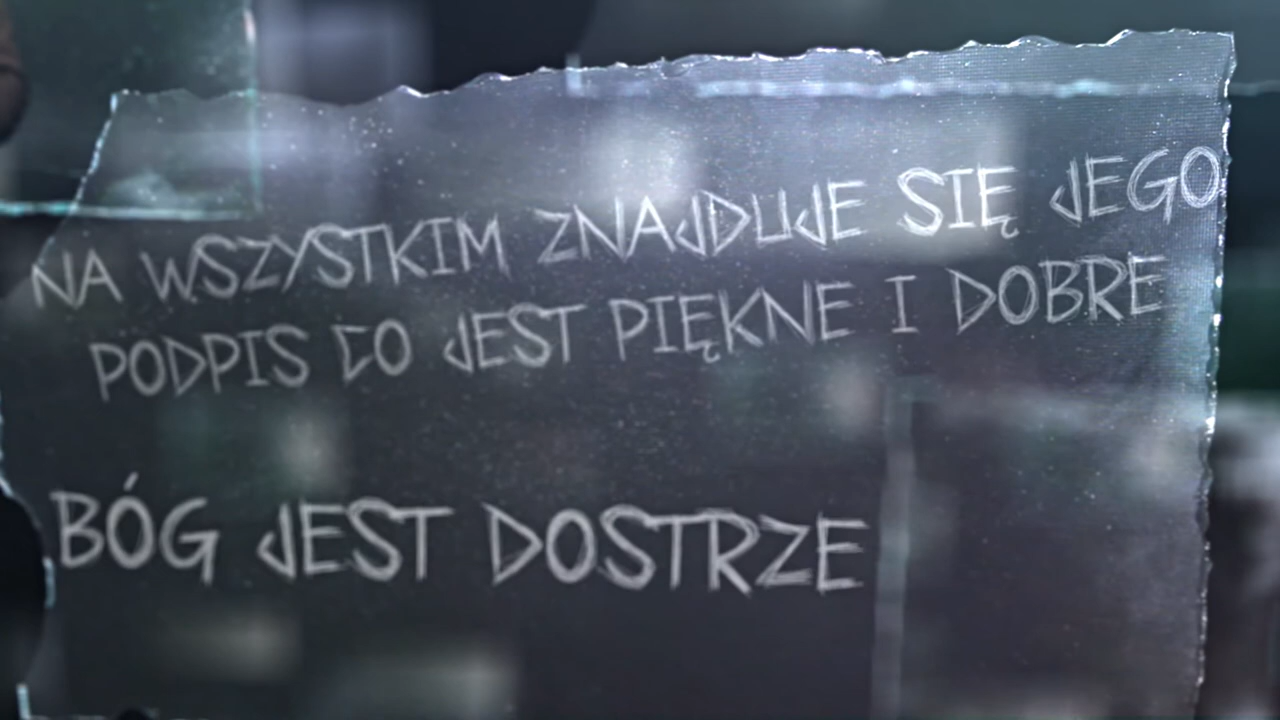 NA WSZYSTKIM ZNAJDUJE SIĘ JEGO
PODPIS CO JEST PIĘKNE I DOBRE
BÓG JEST DOSTRZE